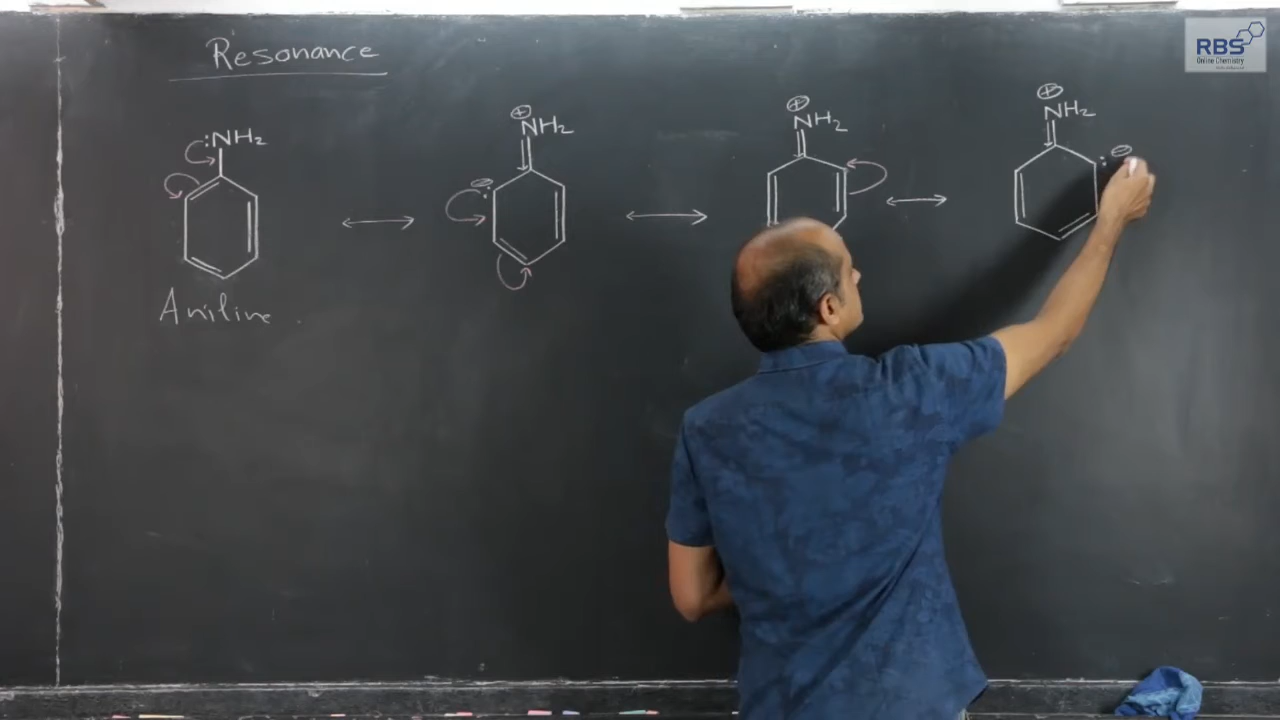 Resonance
:NH₂
⊕
NH₂
⊖
⊕
NH₂
⊕
NH₂
:⊖
Aniline
RBS
Online Chemistry